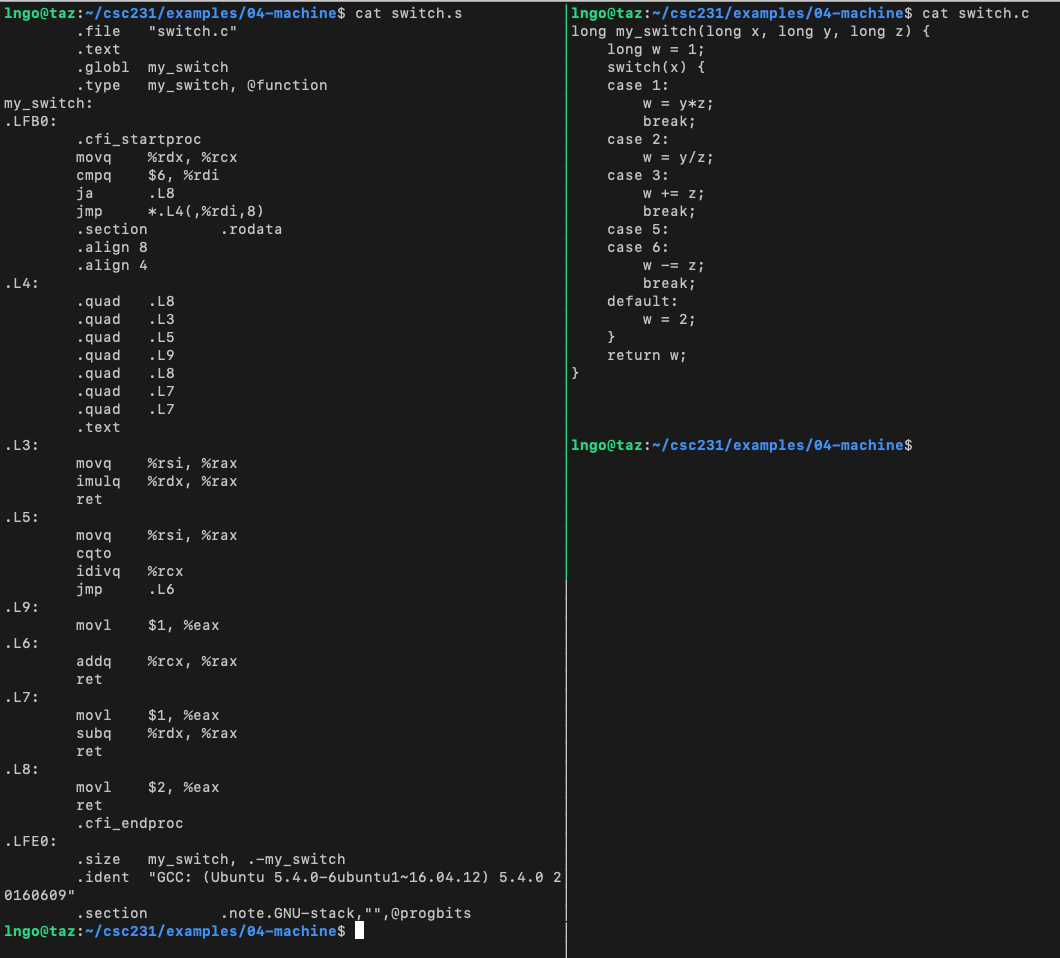 lngo@taz:~/csc231/examples/04-machine$ cat switch.s
        .file   "switch.c"
        .text
        .globl  my_switch
        .type   my_switch, @function
my_switch:
.LFB0:
        .cfi_startproc
        movq    %rdx, %rcx
        cmpq    $6, %rdi
        ja      .L8
        jmp     *.L4(,%rdi,8)
        .section        .rodata
        .align 8
        .align 4
.L4:
        .quad   .L8
        .quad   .L3
        .quad   .L5
        .quad   .L9
        .quad   .L8
        .quad   .L7
        .quad   .L7
        .text
.L3:
        movq    %rsi, %rax
        imulq   %rdx, %rax
        ret
.L5:
        movq    %rsi, %rax
        cqto
        idivq   %rcx
        jmp     .L6
.L9:
        movl    $1, %eax
.L6:
        addq    %rcx, %rax
        ret
.L7:
        movl    $1, %eax
        subq    %rdx, %rax
        ret
.L8:
        movl    $2, %eax
        ret
        .cfi_endproc
.LFE0:
        .size   my_switch, .-my_switch
        .ident  "GCC: (Ubuntu 5.4.0-6ubuntu1~16.04.12) 5.4.0 2
0160609"
        .section        .note.GNU-stack,"",@progbits
lngo@taz:~/csc231/examples/04-machine$
lngo@taz:~/csc231/examples/04-machine$ cat switch.c
long my_switch(long x, long y, long z) {
    long w = 1;
    switch(x) {
    case 1:
        w = y*z;
        break;
    case 2:
        w = y/z;
    case 3:
        w += z;
        break;
    case 5:
    case 6:
        w -= z;
        break;
    default:
        w = 2;
    }
    return w;
}
lngo@taz:~/csc231/examples/04-machine$